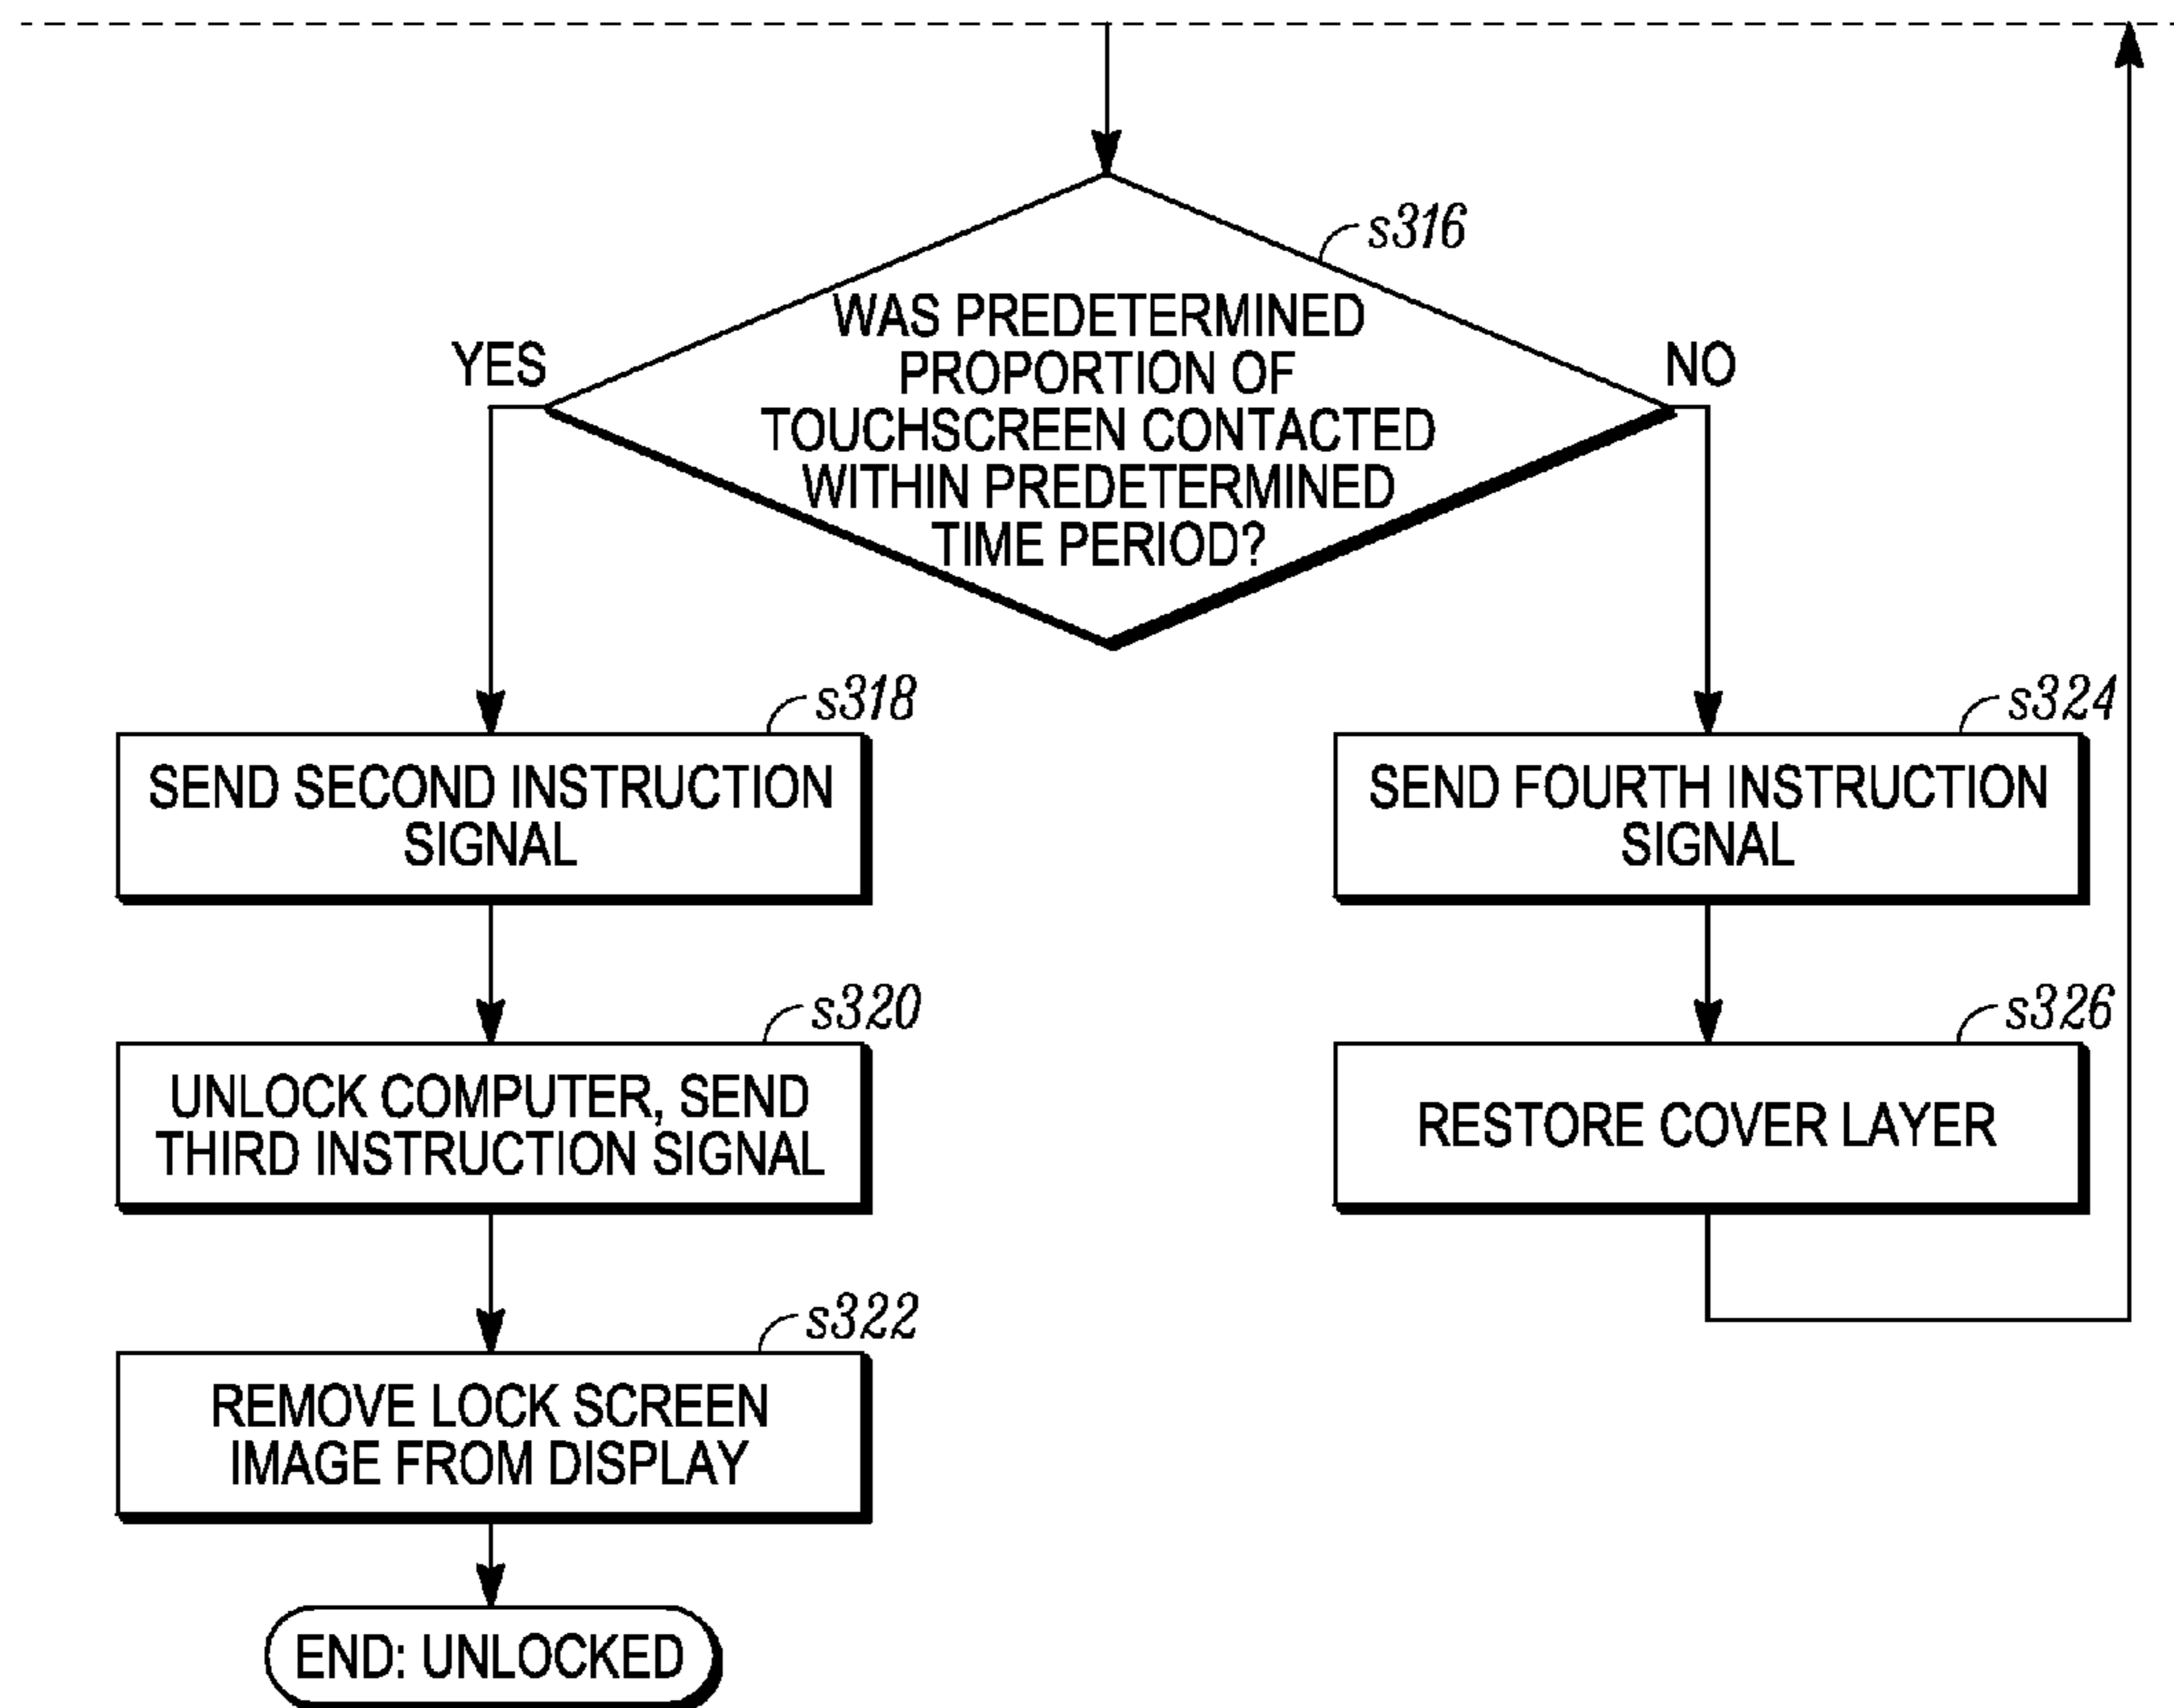 s316
WAS PREDETERMINED
PROPORTION OF
TOUCHSCREEN CONTACTED
WITHIN PREDETERMINED
TIME PERIOD?
YES
NO
s318
SEND SECOND INSTRUCTION
SIGNAL
s324
SEND FOURTH INSTRUCTION
SIGNAL
s320
UNLOCK COMPUTER, SEND
THIRD INSTRUCTION SIGNAL
s326
RESTORE COVER LAYER
s322
REMOVE LOCK SCREEN
IMAGE FROM DISPLAY
END: UNLOCKED